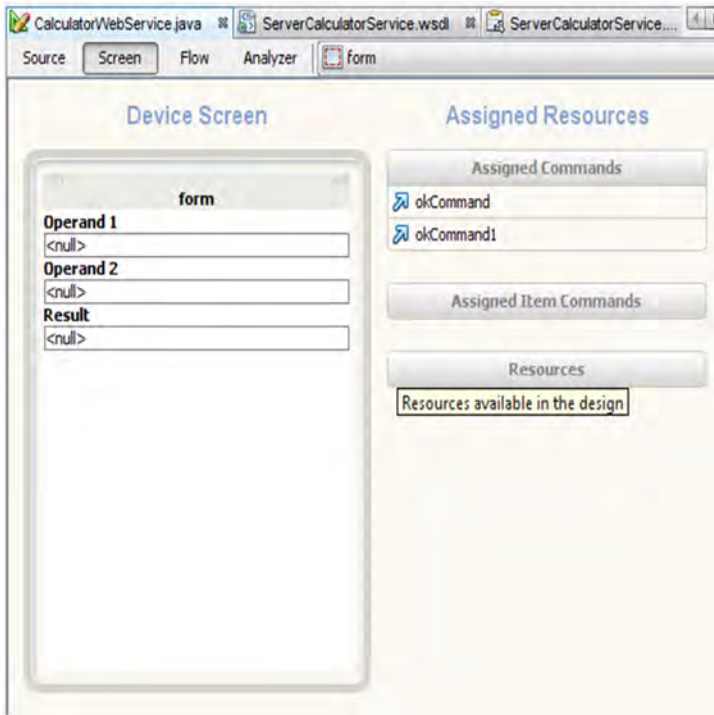 CalculatorWebService.java ServerCalculatorService.wsdl ServerCalculatorService....
Source Screen Flow Analyzer form
Device Screen
Assigned Resources
form
Operand 1
<null>
Operand 2
<null>
Result
<null>
Assigned Commands
okCommand
okCommand1
Assigned Item Commands
Resources
Resources available in the design